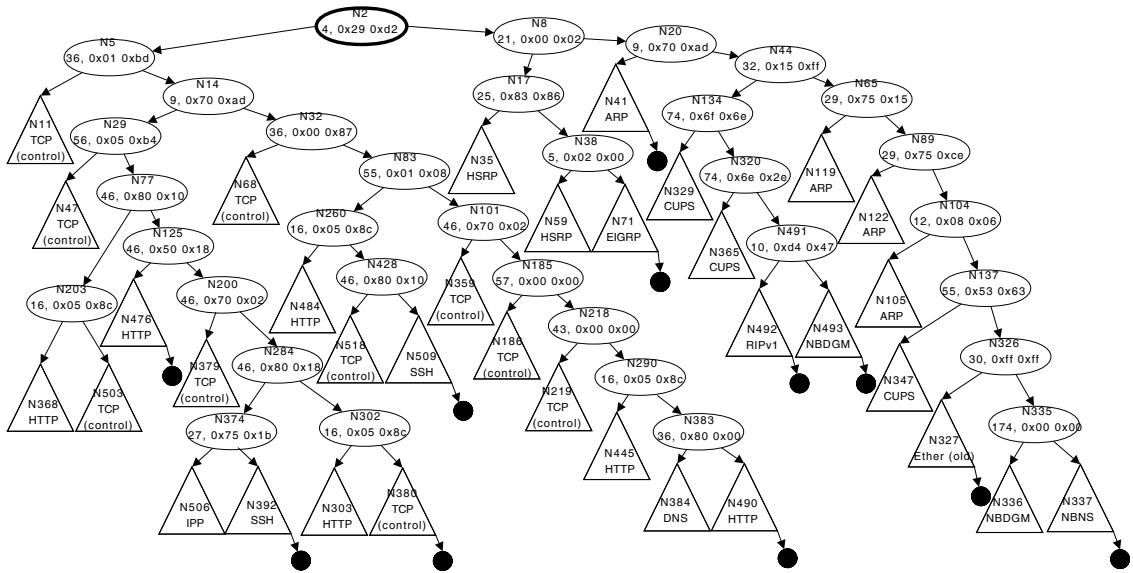 N2
4, 0x29 0xd2
N8
21, 0x00 0x02
N20
9, 0x70 0xad
N5
36, 0x01 0xbd
N44
32, 0x15 0xff
N14
9, 0x70 0xad
N17
25, 0x83 0x86
N65
29, 0x75 0x15
N41
ARP
N134
74, 0x6f 0x6e
N11
TCP
(control)
N29
56, 0x05 0xb4
N32
36, 0x00 0x87
N38
5, 0x02 0x00
N89
29, 0x75 0xce
N35
HSRP
N83
55, 0x01 0x08
N320
74, 0x6e 0x2e
N119
ARP
N68
TCP
(control)
N77
46, 0x80 0x10
N329
CUPS
N47
TCP
(control)
N260
16, 0x05 0x8c
N101
46, 0x70 0x02
N59
HSRP
N71
EIGRP
N122
ARP
N104
12, 0x08 0x06
N125
46, 0x50 0x18
N491
10, 0xd4 0x47
N365
CUPS
N428
46, 0x80 0x10
N359
TCP
(control)
N185
57, 0x00 0x00
N137
55, 0x53 0x63
N203
16, 0x05 0x8c
N200
46, 0x70 0x02
N484
HTTP
N105
ARP
N476
HTTP
N218
43, 0x00 0x00
N492
RIPv1
N493
NBDGM
N518
TCP
(control)
N509
SSH
N186
TCP
(control)
N326
30, 0xff 0xff
N284
46, 0x80 0x18
N379
TCP
(control)
N290
16, 0x05 0x8c
N347
CUPS
N368
HTTP
N503
TCP
(control)
N219
TCP
(control)
N374
27, 0x75 0x1b
N302
16, 0x05 0x8c
N383
36, 0x80 0x00
N335
174, 0x00 0x00
N327
Ether (old)
N445
HTTP
N506
IPP
N392
SSH
N303
HTTP
N380
TCP
(control)
N384
DNS
N490
HTTP
N336
NBDGM
N337
NBNS